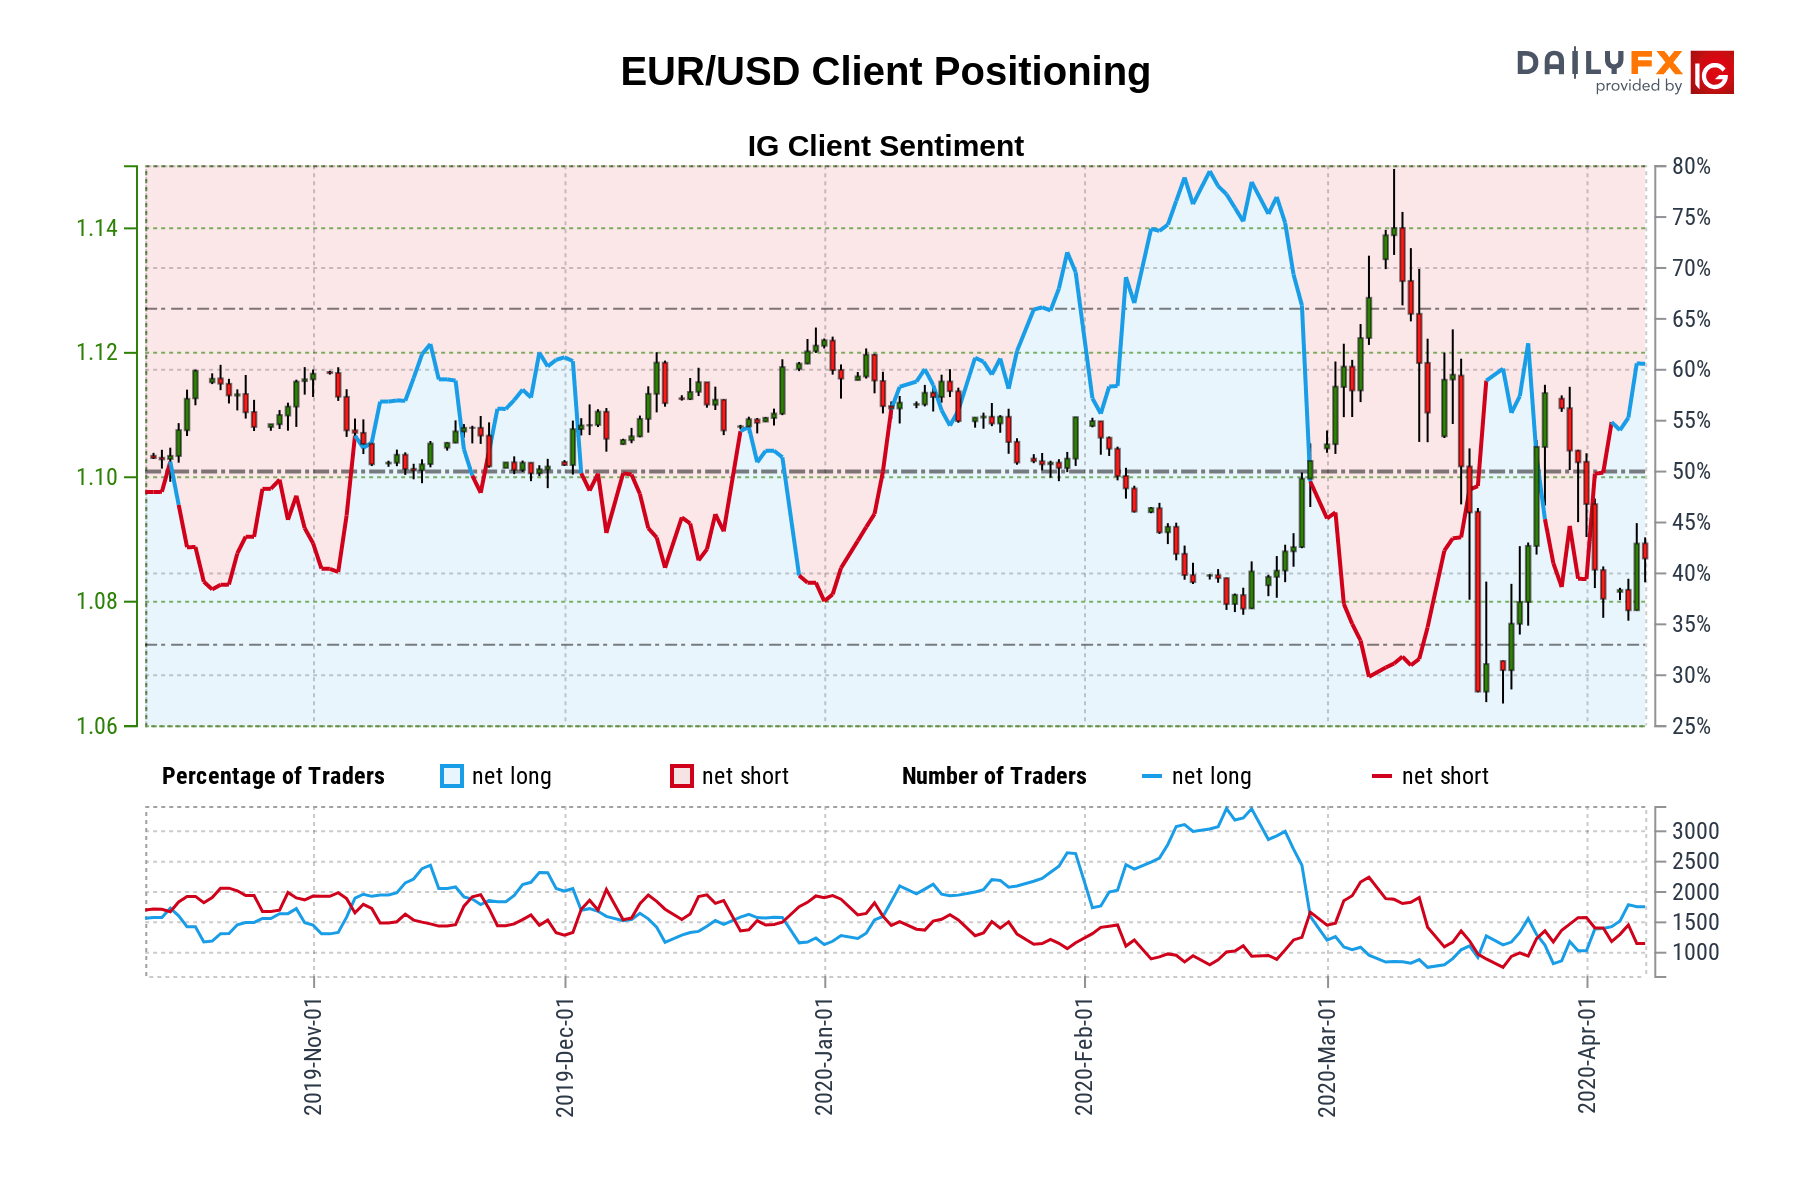 EUR/USD Client Positioning
DAILYFX
provided by IG
IG Client Sentiment
1.14
1.12
1.10
1.08
1.06
80%
75%
70%
65%
60%
55%
50%
45%
40%
35%
30%
25%
Percentage of Traders net long net short Number of Traders net long net short
3000
2500
2000
1500
1000
2019-Nov-01
2019-Dec-01
2020-Jan-01
2020-Feb-01
2020-Mar-01
2020-Apr-01